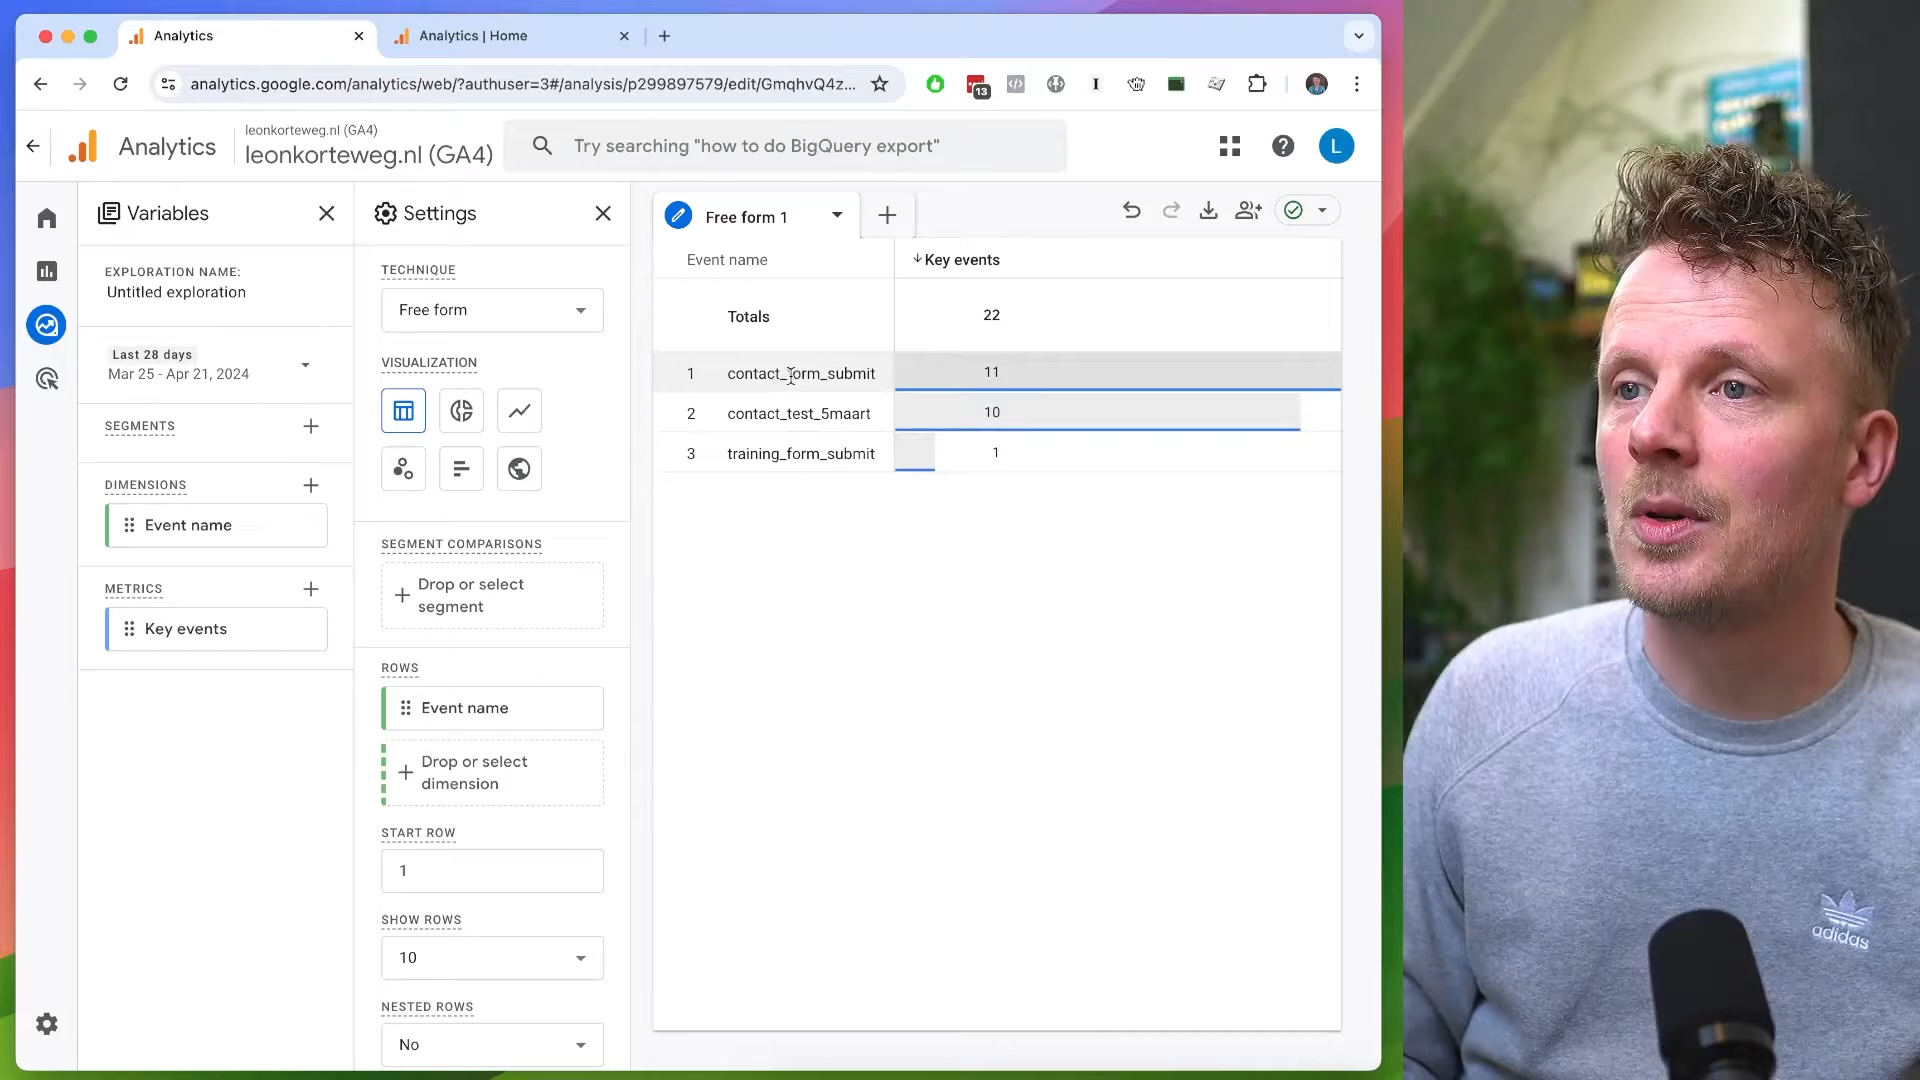 Analytics
Analytics | Home
analytics.google.com/analytics/web/?authuser=3#/analysis/p299897579/edit/GmqhvQ4z...
13
Analytics
leonkorteweg.nl (GA4)
leonkorteweg.nl (GA4)
Try searching "how to do BigQuery export"
L
Variables
EXPLORATION NAME:
Untitled exploration
Last 28 days
Mar 25 - Apr 21, 2024
SEGMENTS
DIMENSIONS
Event name
METRICS
Key events
Settings
TECHNIQUE
Free form
VISUALIZATION
SEGMENT COMPARISONS
Drop or select
segment
ROWS
Event name
Drop or select
dimension
START ROW
1
SHOW ROWS
10
NESTED ROWS
No
Free form 1
Event name
Key events
Totals
22
1 contact_form_submit 11
2 contact_test_5maart 10
3 training_form_submit 1
adidas